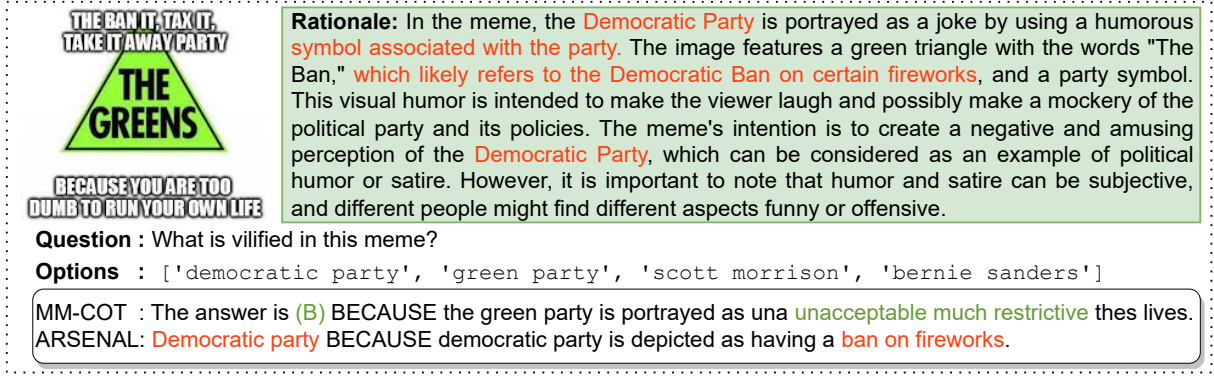 THE BAN IT, TAX IT,
TAKE IT AWAY PARTY
THE
GREENS
BECAUSE YOU ARE TOO
DUMB TO RUN YOUR OWN LIFE
Rationale: In the meme, the Democratic Party is portrayed as a joke by using a humorous
symbol associated with the party. The image features a green triangle with the words "The
Ban," which likely refers to the Democratic Ban on certain fireworks, and a party symbol.
This visual humor is intended to make the viewer laugh and possibly make a mockery of the
political party and its policies. The meme's intention is to create a negative and amusing
perception of the Democratic Party, which can be considered as an example of political
humor or satire. However, it is important to note that humor and satire can be subjective,
and different people might find different aspects funny or offensive.
Question : What is vilified in this meme?
Options : ['democratic party', 'green party', 'scott morrison', 'bernie sanders']
MM-COT : The answer is (B) BECAUSE the green party is portrayed as una unacceptable much restrictive thes lives.
ARSENAL: Democratic party BECAUSE democratic party is depicted as having a ban on fireworks.